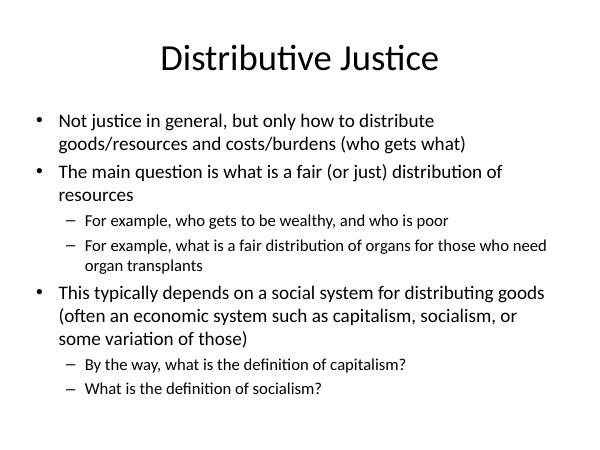 Distributive Justice
• Not justice in general, but only how to distribute
goods/resources and costs/burdens (who gets what)
• The main question is what is a fair (or just) distribution of
resources
– For example, who gets to be wealthy, and who is poor
– For example, what is a fair distribution of organs for those who need
organ transplants
• This typically depends on a social system for distributing goods
(often an economic system such as capitalism, socialism, or
some variation of those)
– By the way, what is the definition of capitalism?
– What is the definition of socialism?